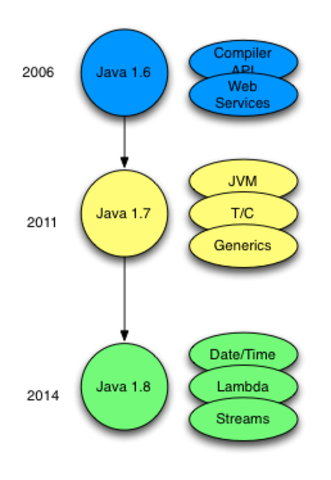 2006
Java 1.6
Compiler
API
Web
Services
2011
Java 1.7
JVM
T/C
Generics
2014
Java 1.8
Date/Time
Lambda
Streams